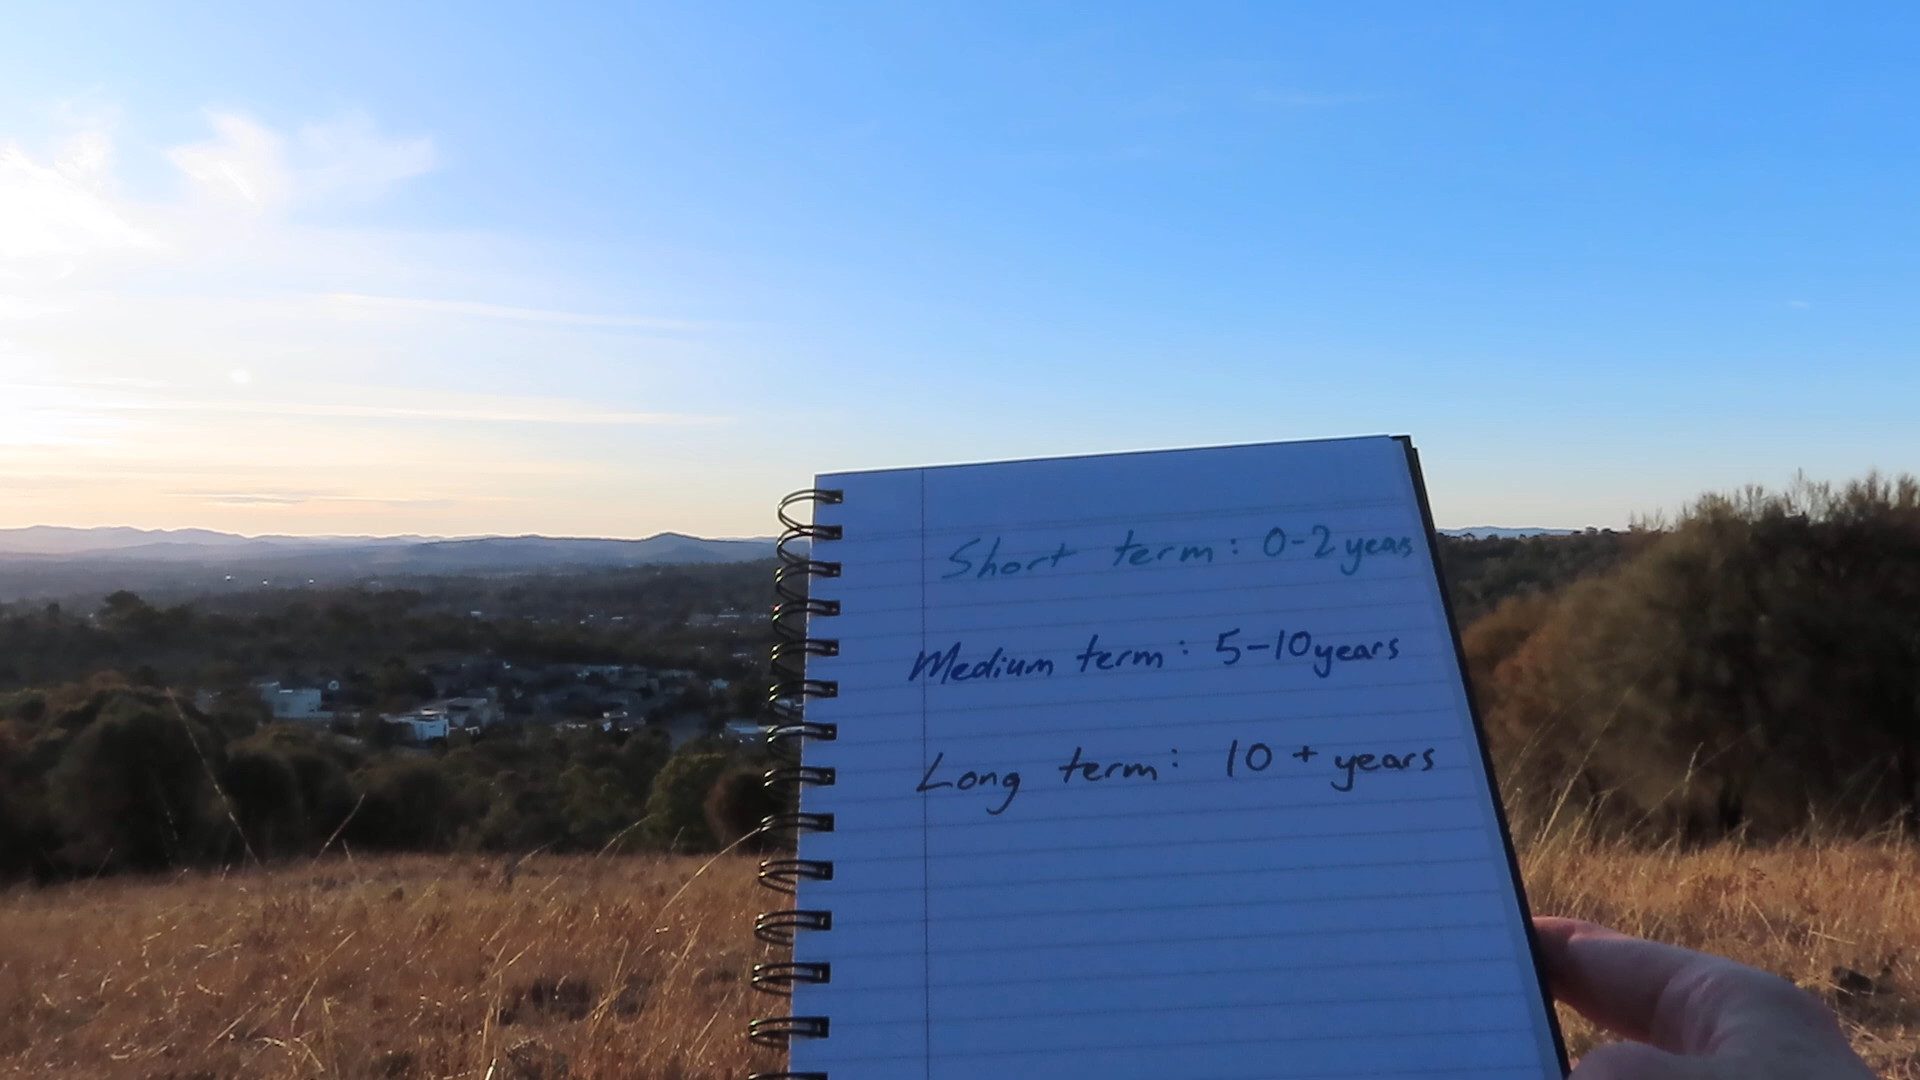 Short term: 0-2 yeas
Medium term: 5-10 years
Long term: 10+ years